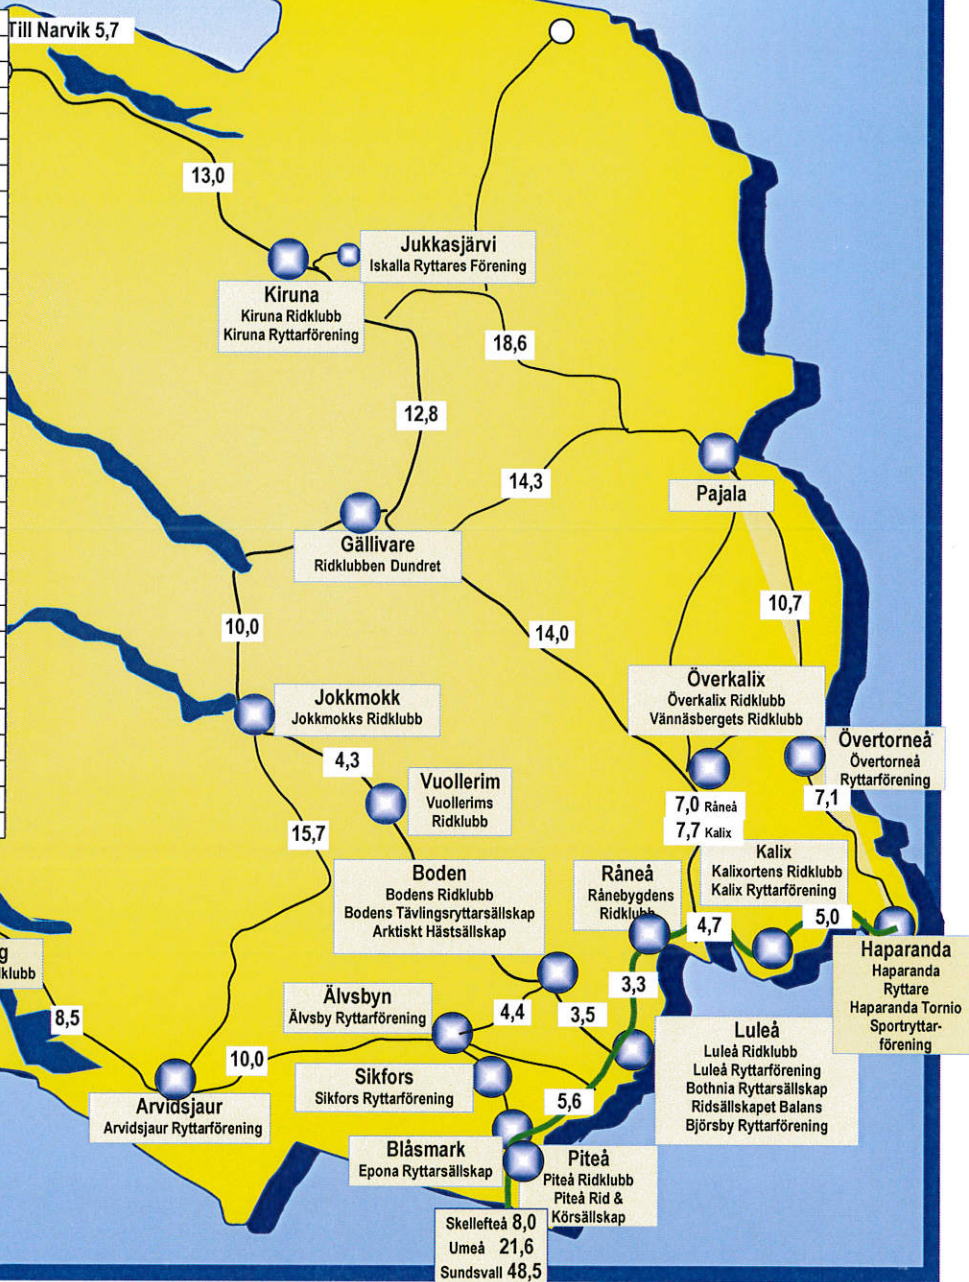 Till Narvik 5,7
13,0
Jukkasjärvi
Iskalla Ryttares Förening
Kiruna
Kiruna Ridklubb
Kiruna Ryttarförening
18,6
12,8
14,3
Pajala
Gällivare
Ridklubben Dundret
10,0
14,0
10,7
Överkalix
Överkalix Ridklubb
Vännäsbergets Ridklubb
Jokkmokk
Jokkmokks Ridklubb
4,3
Övertorneå
Övertorneå
Ryttarförening
Vuollerim
Vuollerims
Ridklubb
7,1
7,0 Råneå
7,7 Kalix
15,7
Kalix
Kalixortens Ridklubb
Kalix Ryttarförening
Boden
Bodens Ridklubb
Bodens Tävlingsryttarsällskap
Arktiskt Hästsällskap
Råneå
Rånebygdens
Ridklubb
4,7
5,0
Haparanda
Haparanda
Ryttare
Haparanda Tornio
Sportryttar-
förening
g
klubb
8,5
Älvsbyn
Älvsby Ryttarförening
4,4
3,5
3,3
Luleå
Luleå Ridklubb
Luleå Ryttarförening
Bothnia Ryttarsällskap
Ridsällskapet Balans
Björsby Ryttarförening
10,0
Sikfors
Sikfors Ryttarförening
5,6
Arvidsjaur
Arvidsjaur Ryttarförening
Blåsmark
Epona Ryttarsällskap
Piteå
Piteå Ridklubb
Piteå Rid &
Körsällskap
Skellefteå 8,0
Umeå 21,6
Sundsvall 48,5